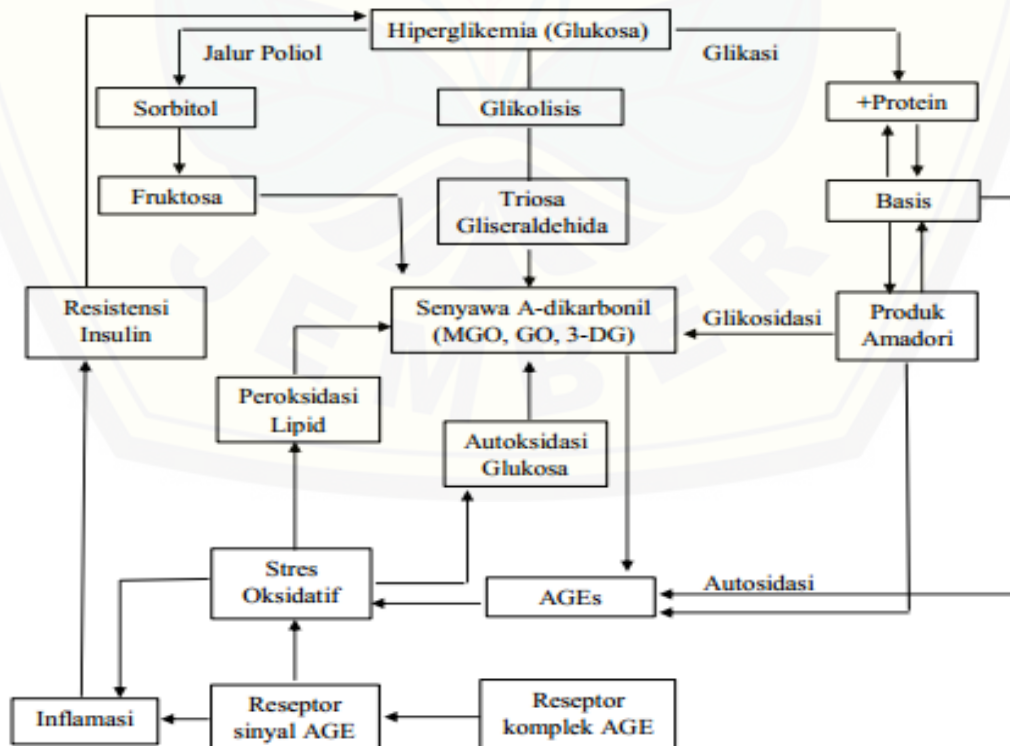 Hiperglikemia (Glukosa)
Jalur Poliol
Glikasi
Sorbitol
Glikolisis
+Protein
Fruktosa
Triosa
Gliseraldehida
Basis
Resistensi
Insulin
Senyawa A-dikarbonil
(MGO, GO, 3-DG)
Glikosidasi
Produk
Amadori
Peroksidasi
Lipid
Autoksidasi
Glukosa
Stres
Oksidatif
AGEs
Autosidasi
Inflamasi
Reseptor
sinyal AGE
Reseptor
komplek AGE
JEMBER